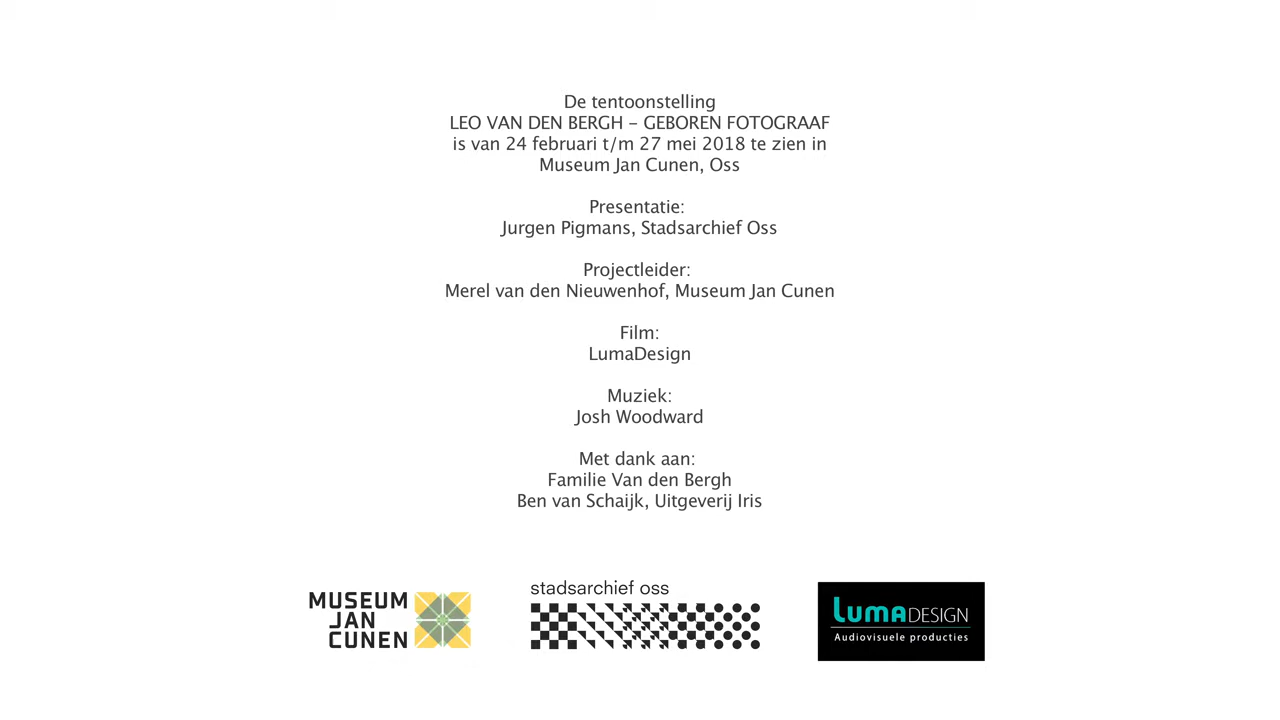 De tentoonstelling
LEO VAN DEN BERGH – GEBOREN FOTOGRAAF
is van 24 februari t/m 27 mei 2018 te zien in
Museum Jan Cunen, Oss
Presentatie:
Jurgen Pigmans, Stadsarchief Oss
Projectleider:
Merel van den Nieuwenhof, Museum Jan Cunen
Film:
LumaDesign
Muziek:
Josh Woodward
Met dank aan:
Familie Van den Bergh
Ben van Schaijk, Uitgeverij Iris
MUSEUM
JAN
CUNEN
stadsarchief oss
LUMADESIGN
Audiovisuele producties